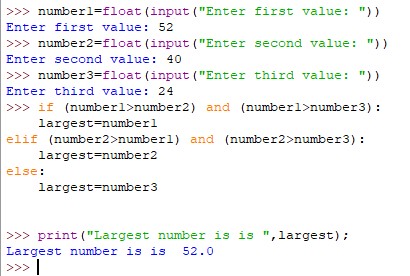 >>> number1=float(input("Enter first value: "))
Enter first value: 52
>>> number2=float(input("Enter second value: "))
Enter second value: 40
>>> number3=float(input("Enter third value: "))
Enter third value: 24
>>> if (number1>number2) and (number1>number3):
    largest=number1
elif (number2>number1) and (number2>number3):
    largest=number2
else:
    largest=number3
>>> print("Largest number is is ",largest);
Largest number is is  52.0
>>>